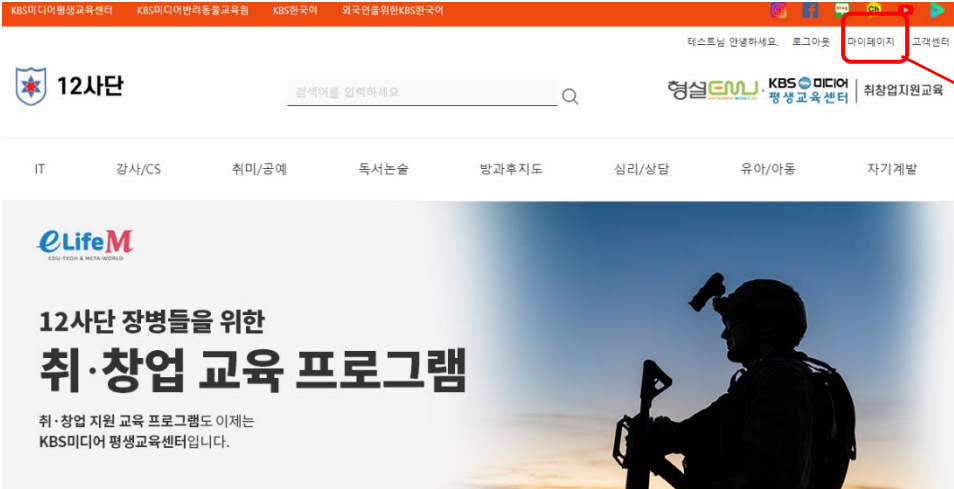 KBS미디어평생교육센터 KBS미디어반려동물교육원 KBS한국어 외국인을위한KBS한국어
blog Ch
테스트님 안녕하세요. 로그아웃 마이페이지 고객센터
12사단 검색어를 입력하세요 형설EMJ · KBS미디어 평생교육센터 취창업지원교육
IT 강사/CS 취미/공예 독서논술 방과후지도 심리/상담 유아/아동 자기계발
eLifeM
EDU-TECH & META-WORLD
12사단 장병들을 위한
취·창업 교육 프로그램
취·창업 지원 교육 프로그램도 이제는
KBS미디어 평생교육센터입니다.